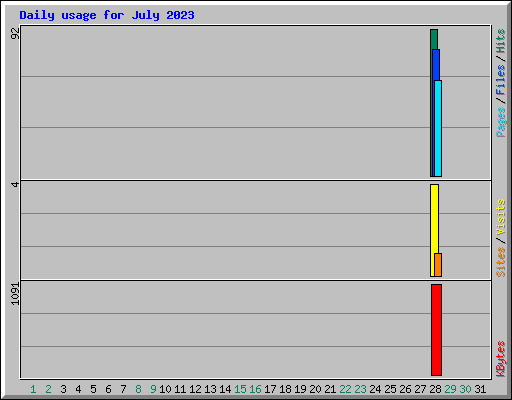 Daily usage for July 2023
92
Pages/Files/Hits
4
Sites/Visits
1091
KBytes
1 2 3 4 5 6 7 8 9 10 11 12 13 14 15 16 17 18 19 20 21 22 23 24 25 26 27 28 29 30 31